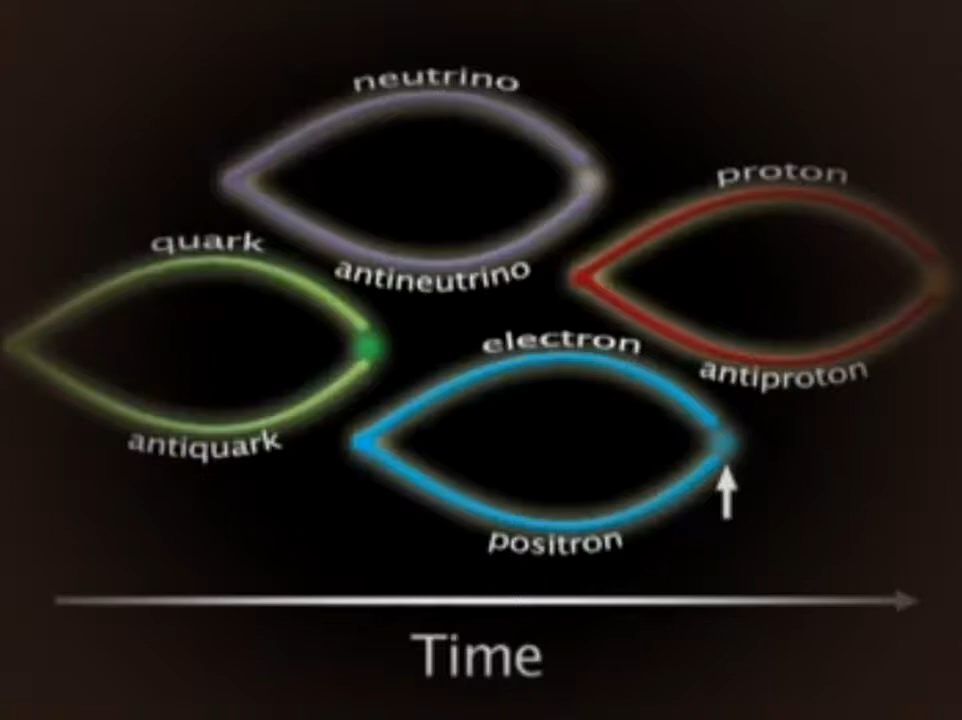 neutrino
proton
quark
antineutrino
electron
antiproton
antiquark
positron
Time